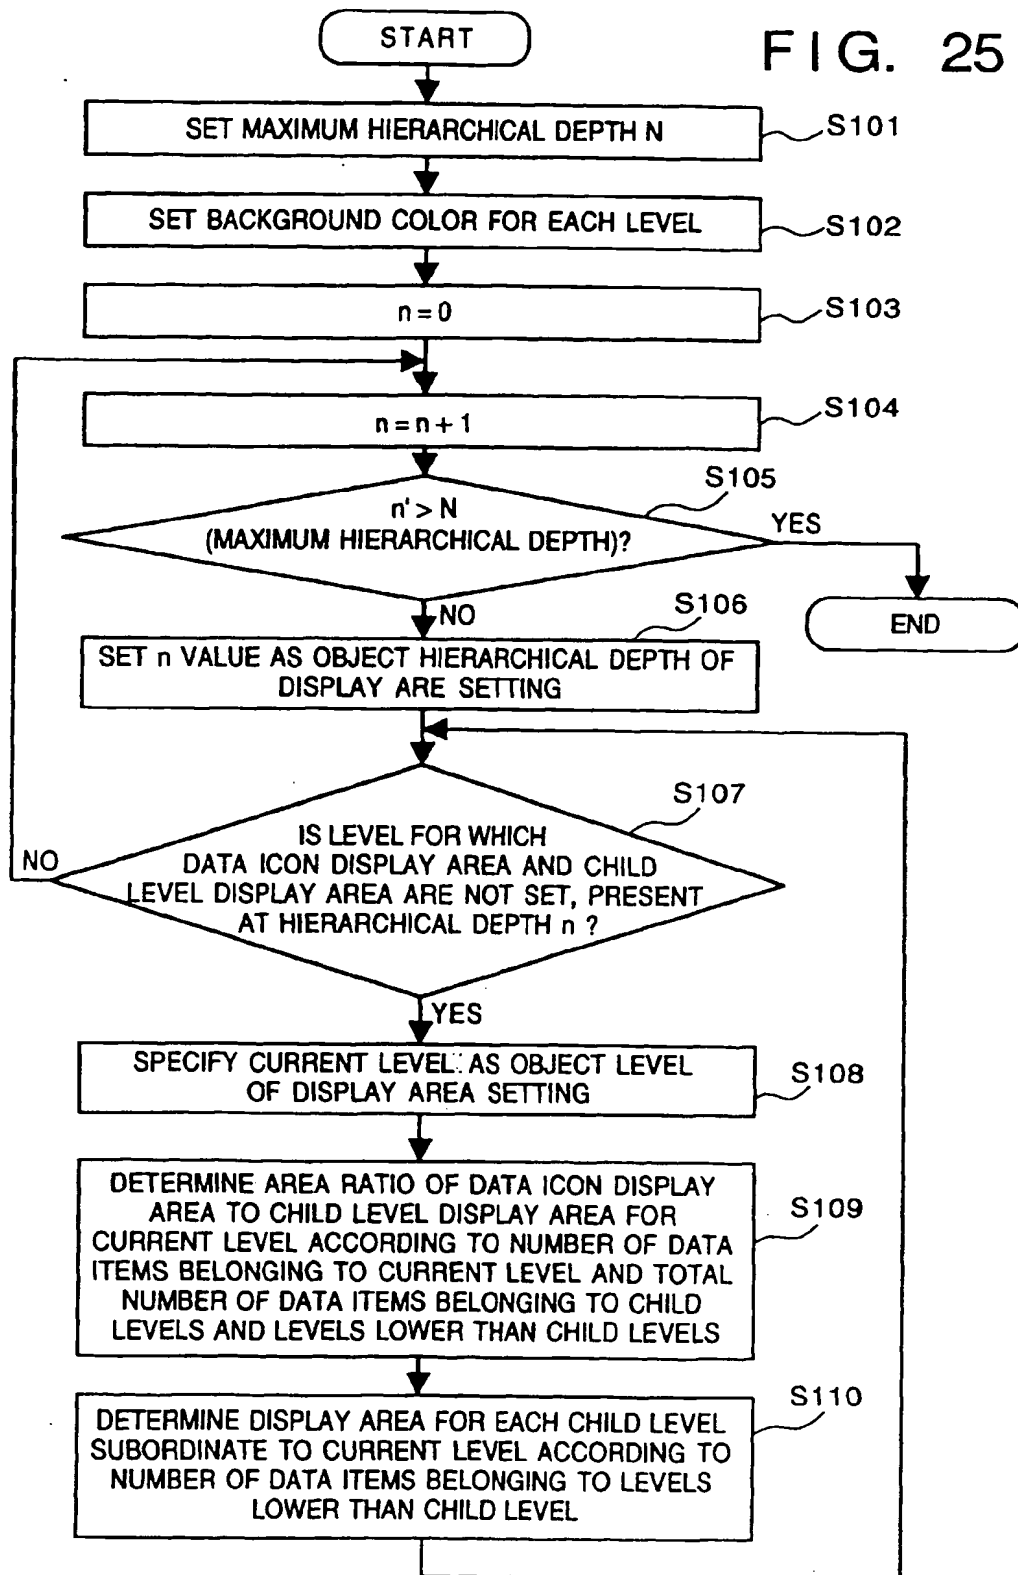 START
FIG. 25
SET MAXIMUM HIERARCHICAL DEPTH N
S101
SET BACKGROUND COLOR FOR EACH LEVEL
S102
n=0
S103
n=n+1
S104
S105
n'>N
(MAXIMUM HIERARCHICAL DEPTH)?
YES
END
NO
S106
SET n VALUE AS OBJECT HIERARCHICAL DEPTH OF
DISPLAY ARE SETTING
S107
IS LEVEL FOR WHICH
DATA ICON DISPLAY AREA AND CHILD
LEVEL DISPLAY AREA ARE NOT SET, PRESENT
AT HIERARCHICAL DEPTH n ?
NO
YES
SPECIFY CURRENT LEVEL AS OBJECT LEVEL
OF DISPLAY AREA SETTING
S108
DETERMINE AREA RATIO OF DATA ICON DISPLAY
AREA TO CHILD LEVEL DISPLAY AREA FOR
CURRENT LEVEL ACCORDING TO NUMBER OF DATA
ITEMS BELONGING TO CURRENT LEVEL AND TOTAL
NUMBER OF DATA ITEMS BELONGING TO CHILD
LEVELS AND LEVELS LOWER THAN CHILD LEVELS
S109
DETERMINE DISPLAY AREA FOR EACH CHILD LEVEL
SUBORDINATE TO CURRENT LEVEL ACCORDING TO
NUMBER OF DATA ITEMS BELONGING TO LEVELS
LOWER THAN CHILD LEVEL
S110